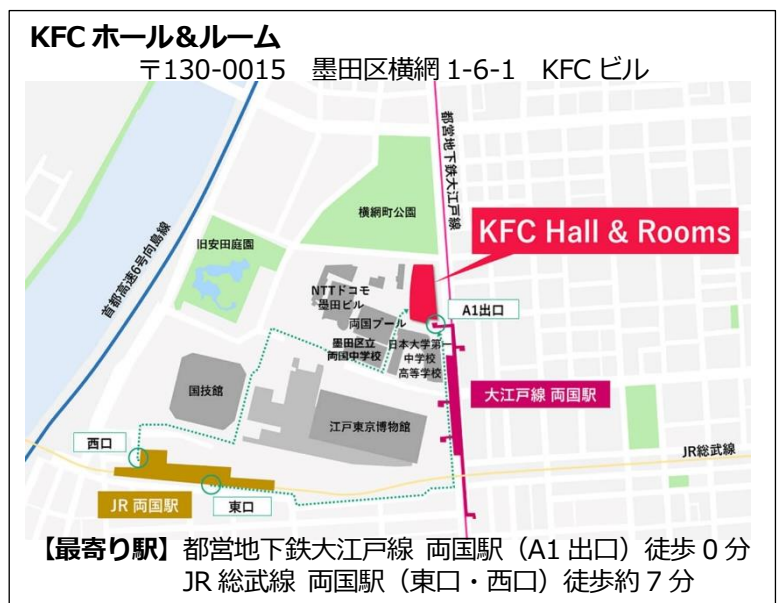 KFC ホール&ルーム
〒130-0015 墨田区横網 1-6-1 KFC ビル
都営地下鉄大江戸線
首都高速6号向島線
横網町公園
旧安田庭園
KFC Hall & Rooms
NTTドコモ
墨田ビル
A1出口
両国プール
墨田区立
両国中学校
日本大学第一
中学校
高等学校
国技館
大江戸線 両国駅
江戸東京博物館
西口
JR総武線
JR 両国駅
東口
【最寄り駅】都営地下鉄大江戸線 両国駅（A1 出口）徒歩 0 分
JR 総武線 両国駅（東口・西口）徒歩約 7 分